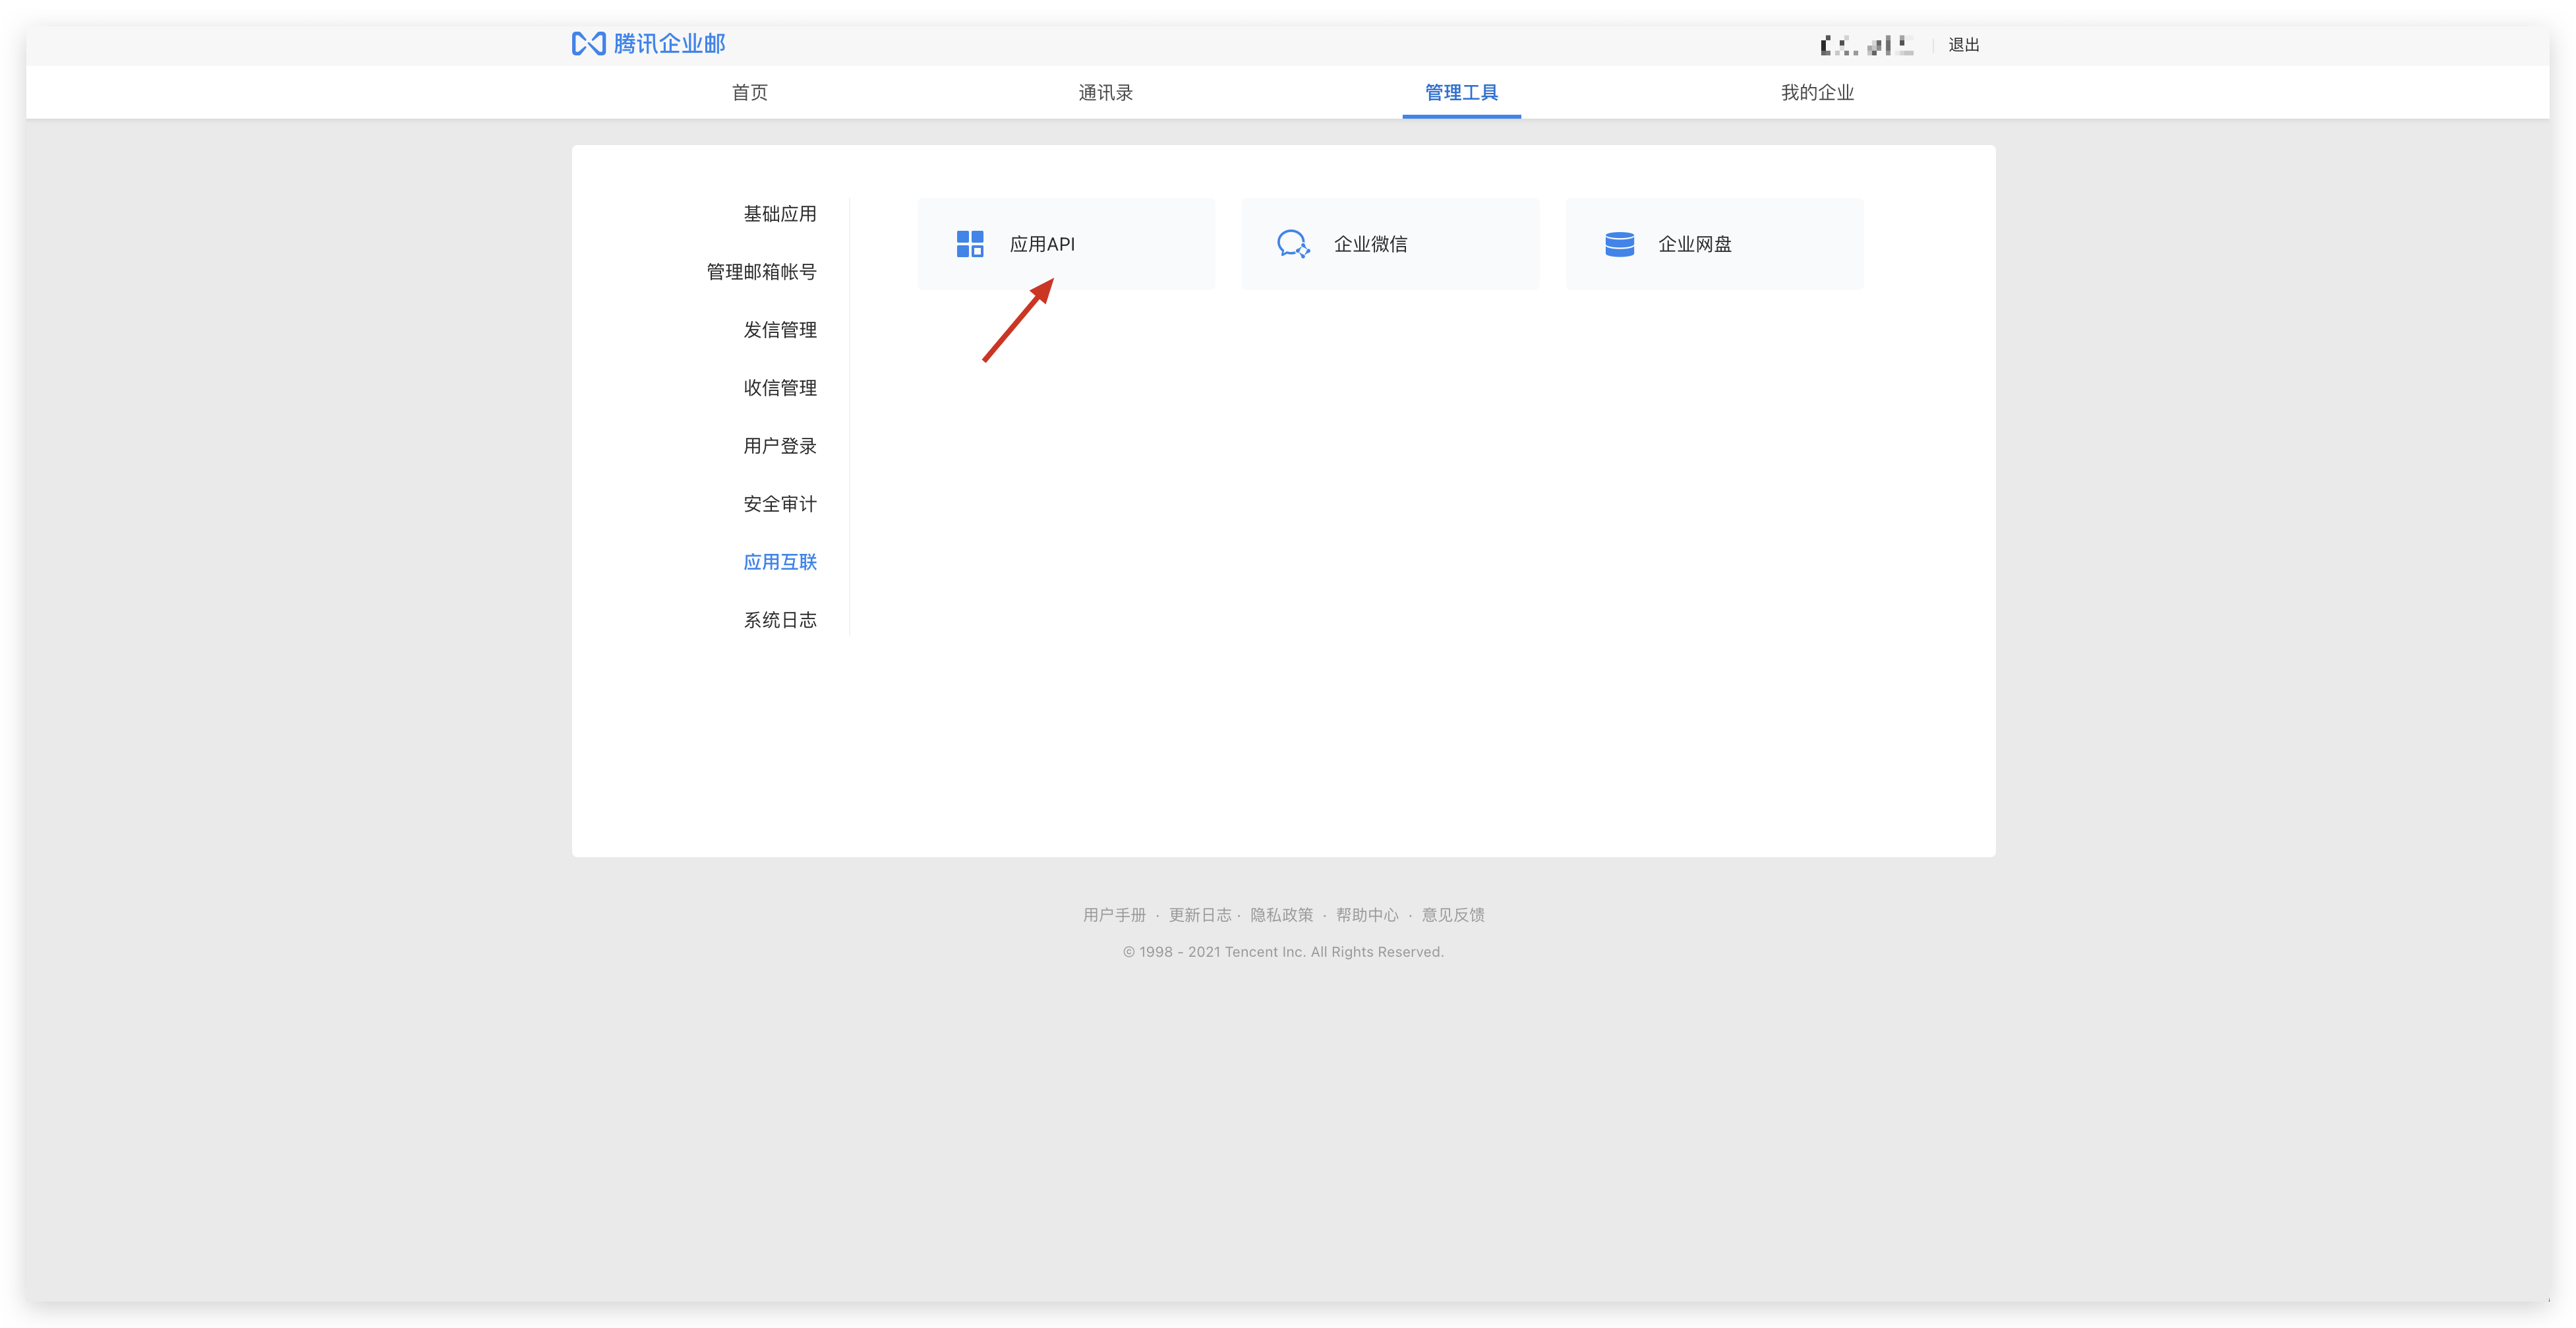 腾讯企业邮
退出
首页 通讯录 管理工具 我的企业
基础应用
管理邮箱帐号
发信管理
收信管理
用户登录
安全审计
应用互联
系统日志
应用API 企业微信 企业网盘
用户手册 · 更新日志 · 隐私政策 · 帮助中心 · 意见反馈
© 1998 - 2021 Tencent Inc. All Rights Reserved.